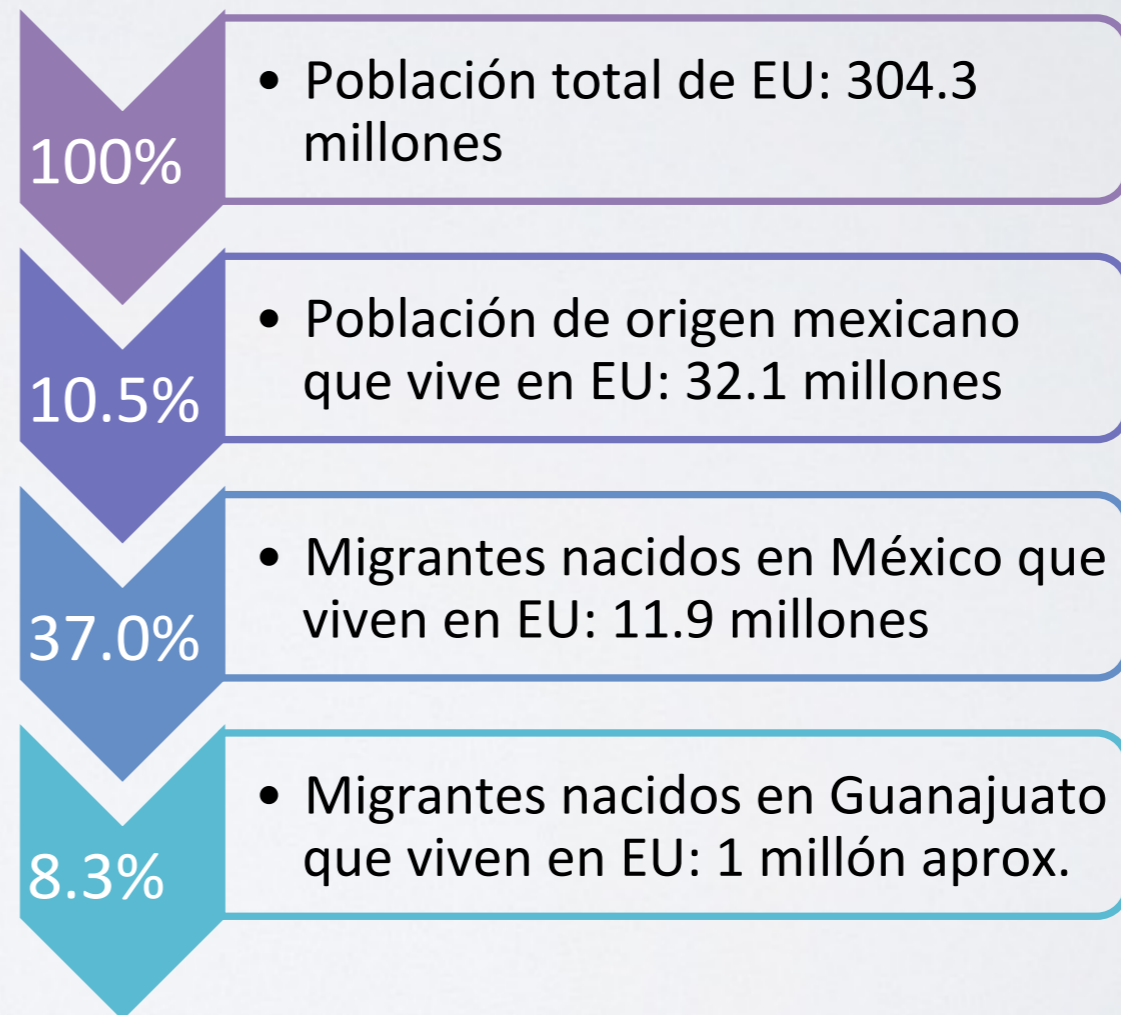 100%
• Población total de EU: 304.3
millones
10.5%
• Población de origen mexicano
que vive en EU: 32.1 millones
37.0%
• Migrantes nacidos en México que
viven en EU: 11.9 millones
8.3%
• Migrantes nacidos en Guanajuato
que viven en EU: 1 millón aprox.